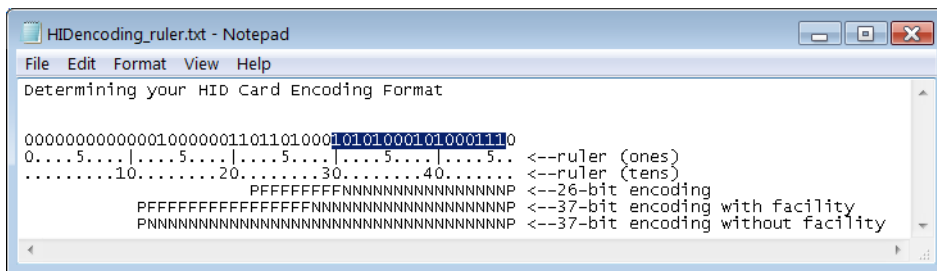 HIDencoding_ruler.txt - Notepad
File Edit Format View Help
Determining your HID Card Encoding Format
000000000000010000001101101000101010001010001110
0....5....|....5....|....5....|....5....|....5.. <--ruler (ones)
.........10........20........30........40....... <--ruler (tens)
PFFFFFFFFNNNNNNNNNNNNNNNNP <--26-bit encoding
PFFFFFFFFFFFFFFFFNNNNNNNNNNNNNNNNNNNP <--37-bit encoding with facility
PNNNNNNNNNNNNNNNNNNNNNNNNNNNNNNNNNNNP <--37-bit encoding without facility